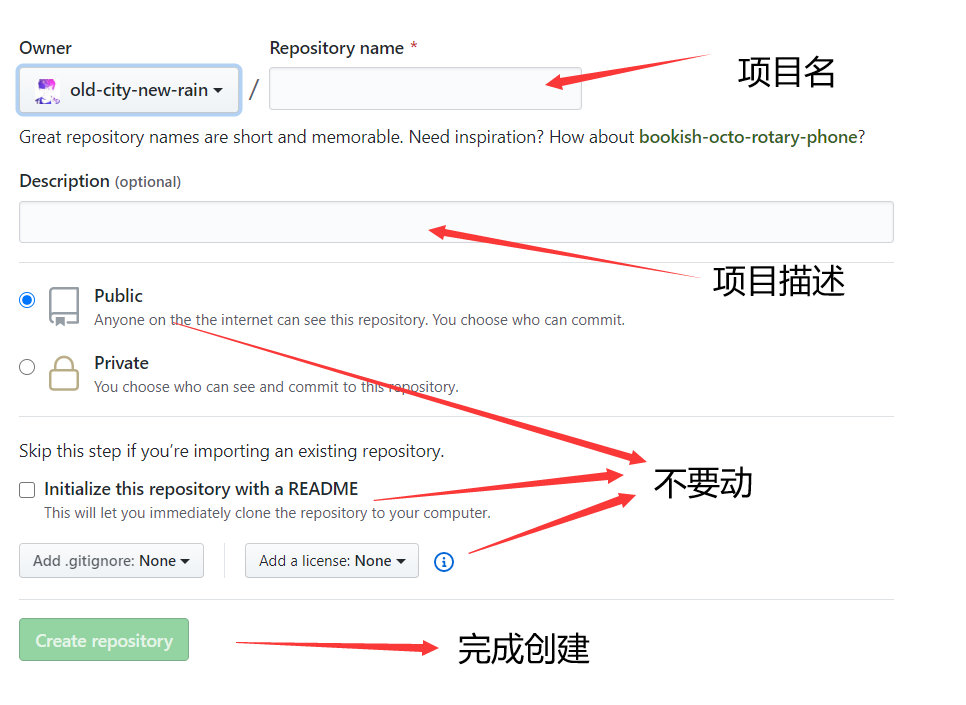 Owner
Repository name *
old-city-new-rain
/
项目名
Great repository names are short and memorable. Need inspiration? How about bookish-octo-rotary-phone?
Description (optional)
项目描述
Public
Anyone on the the internet can see this repository. You choose who can commit.
Private
You choose who can see and commit to this repository.
Skip this step if you’re importing an existing repository.
不要动
Initialize this repository with a README
This will let you immediately clone the repository to your computer.
Add .gitignore: None
Add a license: None
Create repository
完成创建